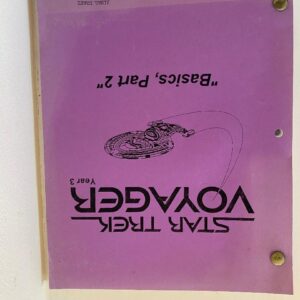 STAR TREK
VOYAGER
Year 3
"Basics, Part 2"